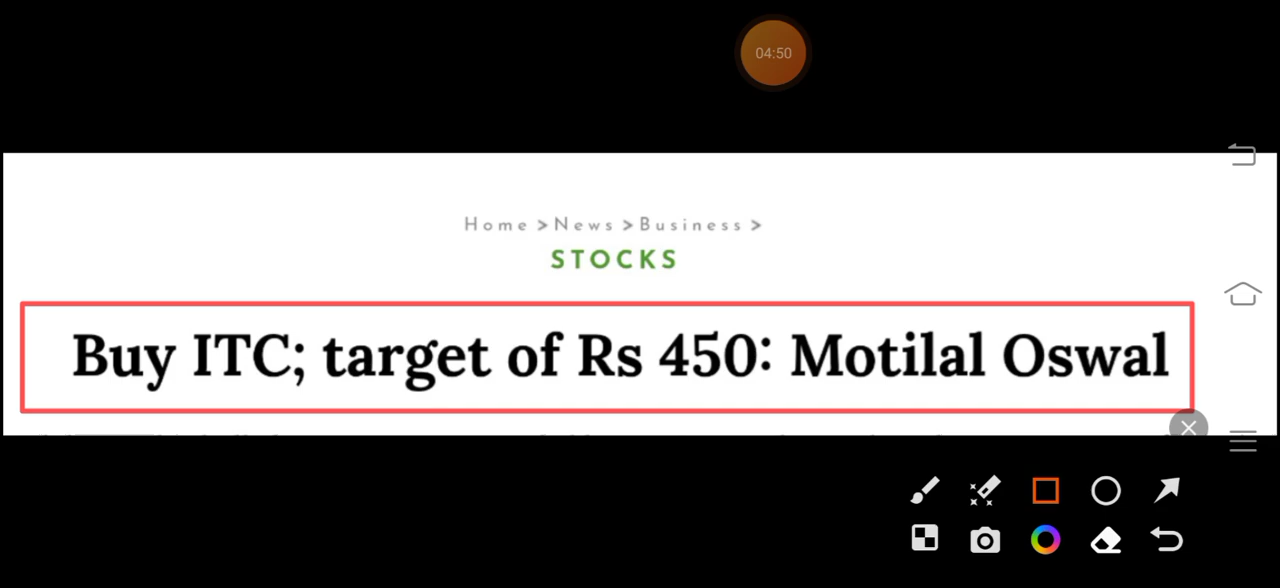 04:50
Home >News >Business >
STOCKS
Buy ITC; target of Rs 450: Motilal Oswal